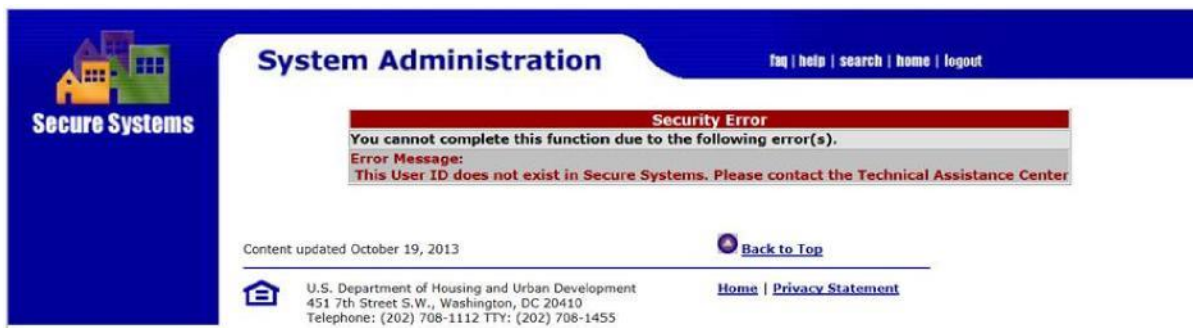 System Administration
faq | help | search | home | logout
Secure Systems
Security Error
You cannot complete this function due to the following error(s).
Error Message:
This User ID does not exist in Secure Systems. Please contact the Technical Assistance Center
Content updated October 19, 2013
Back to Top
U.S. Department of Housing and Urban Development
451 7th Street S.W., Washington, DC 20410
Telephone: (202) 708-1112 TTY: (202) 708-1455
Home | Privacy Statement